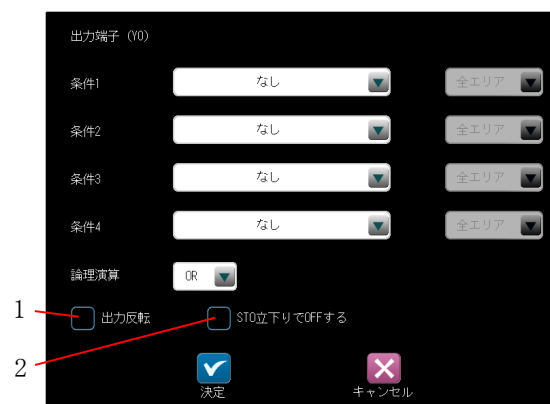 出力端子 (Y0)
条件1 なし 全エリア
条件2 なし 全エリア
条件3 なし 全エリア
条件4 なし 全エリア
論理演算 OR
1 出力反転 STO立下りでOFFする
2
決定 キャンセル